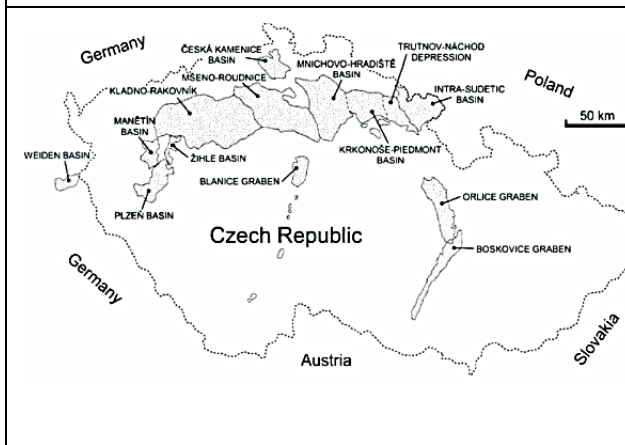 Germany
ČESKÁ KAMENICE
BASIN
TRUTNOV-NÁCHOD
DEPRESSION
MNICHOVO-HRADIŠTĚ
BASIN
MŠENO-ROUDNICE
KLADNO-RAKOVNÍK
INTRA-SUDETIC
BASIN
Poland
50 km
MANĚTÍN
BASIN
WEIDEN BASIN
ŽIHLE BASIN
KRKONOŠE-PIEDMONT
BASIN
BLANICE GRABEN
PLZEŇ BASIN
ORLICE GRABEN
Czech Republic
BOSKOVICE GRABEN
Germany
Austria
Slovakia